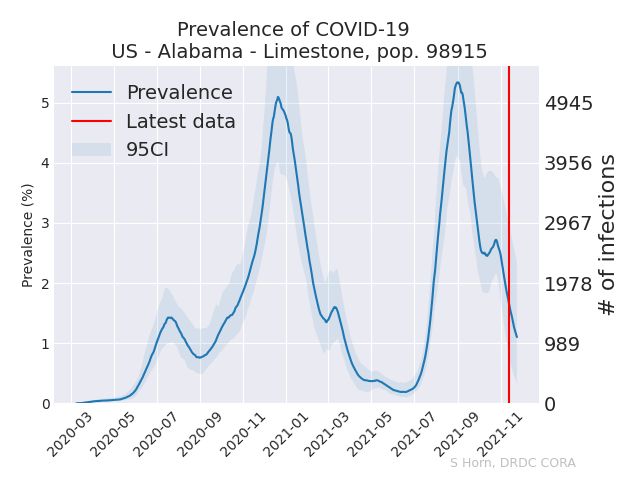 Prevalence of COVID-19
US - Alabama - Limestone, pop. 98915
Prevalence
Latest data
95CI
5
4
3
2
1
0
Prevalence (%)
4945
3956
2967
1978
989
0
# of infections
2020-03
2020-05
2020-07
2020-09
2020-11
2021-01
2021-03
2021-05
2021-07
2021-09
2021-11
S Horn, DRDC CORA